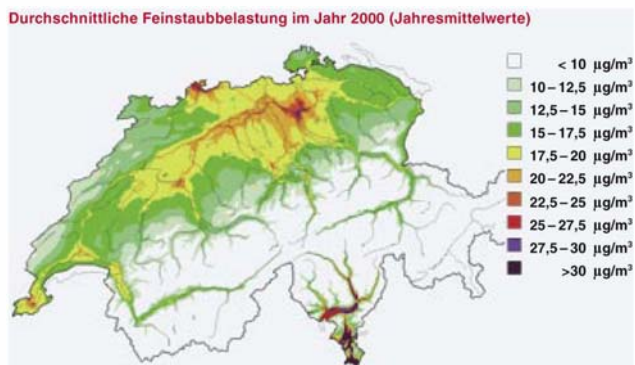 Durchschnittliche Feinstaubbelastung im Jahr 2000 (Jahresmittelwerte)
< 10 µg/m³
10–12,5 µg/m³
12,5–15 µg/m³
15–17,5 µg/m³
17,5–20 µg/m³
20–22,5 µg/m³
22,5–25 µg/m³
25–27,5 µg/m³
27,5–30 µg/m³
>30 µg/m³